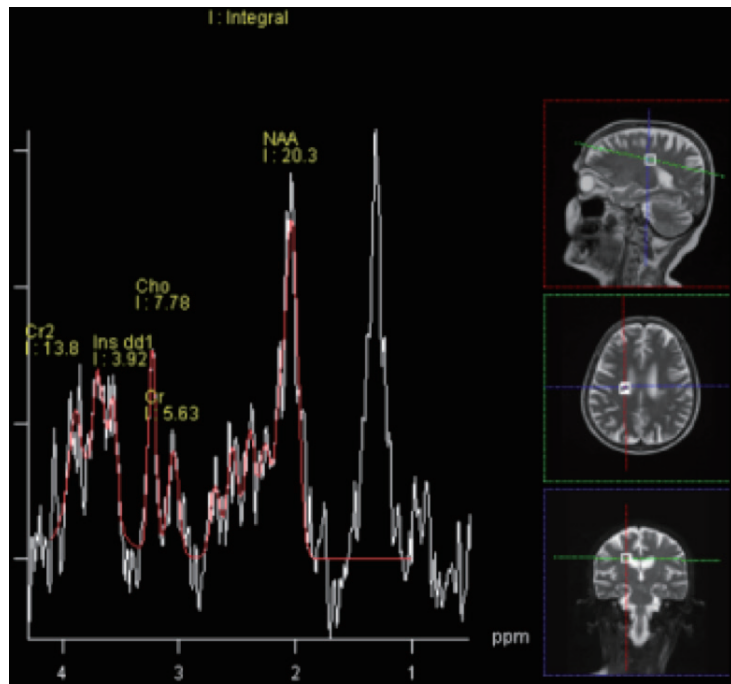 I : Integral
NAA
I : 20.3
Cho
I : 7.78
Cr2
I : 13.8
Ins dd1
I : 3.92
Cr
I : 5.63
ppm
4 3 2 1